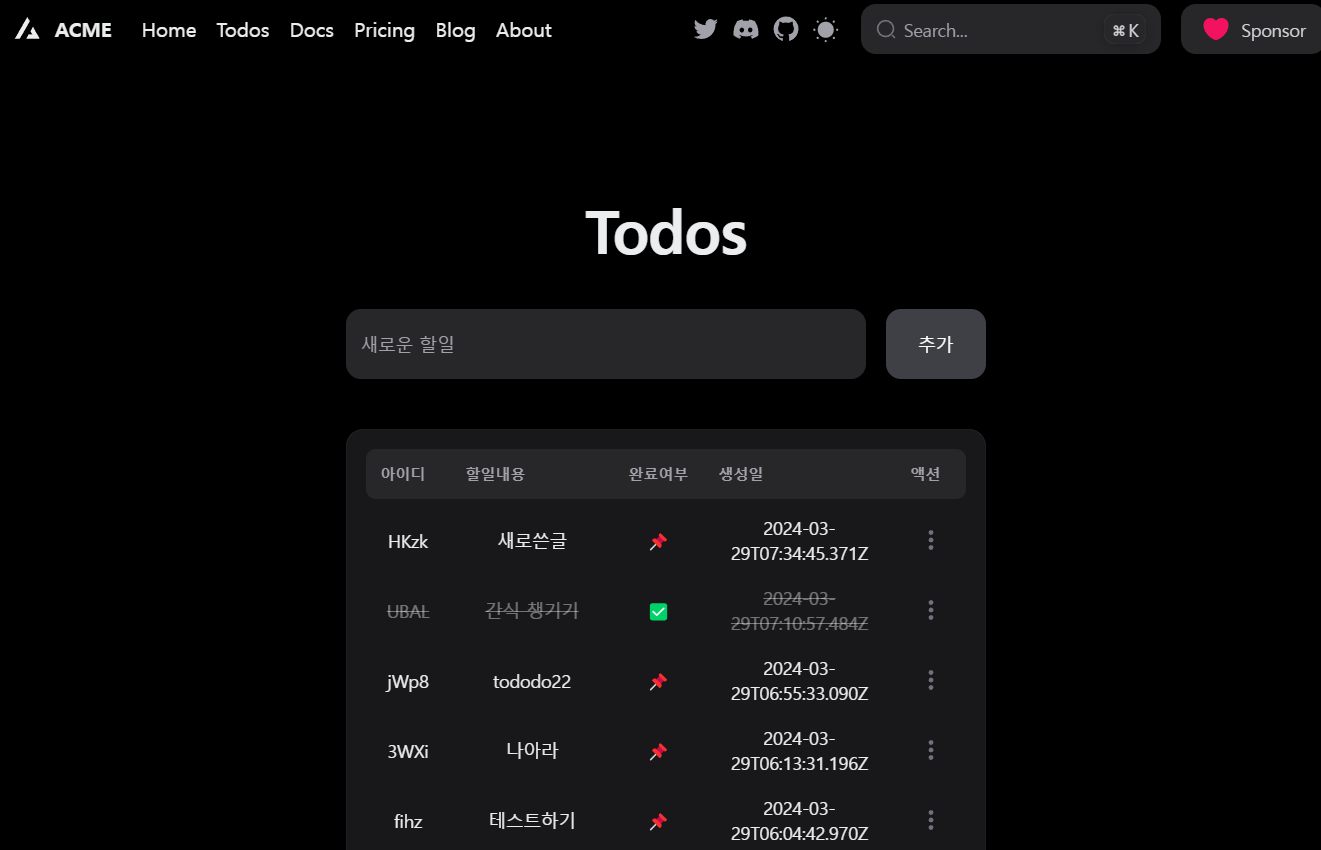 ACME Home Todos Docs Pricing Blog About Search... ⌘K Sponsor
Todos
새로운 할일 추가
아이디 할일내용 완료여부 생성일 액션
HKzk 새로쓴글 2024-03-
29T07:34:45.371Z
UBAL 간식 챙기기 2024-03-
29T07:10:57.484Z
jWp8 tododo22 2024-03-
29T06:55:33.090Z
3WXi 나아라 2024-03-
29T06:13:31.196Z
fihz 테스트하기 2024-03-
29T06:04:42.970Z